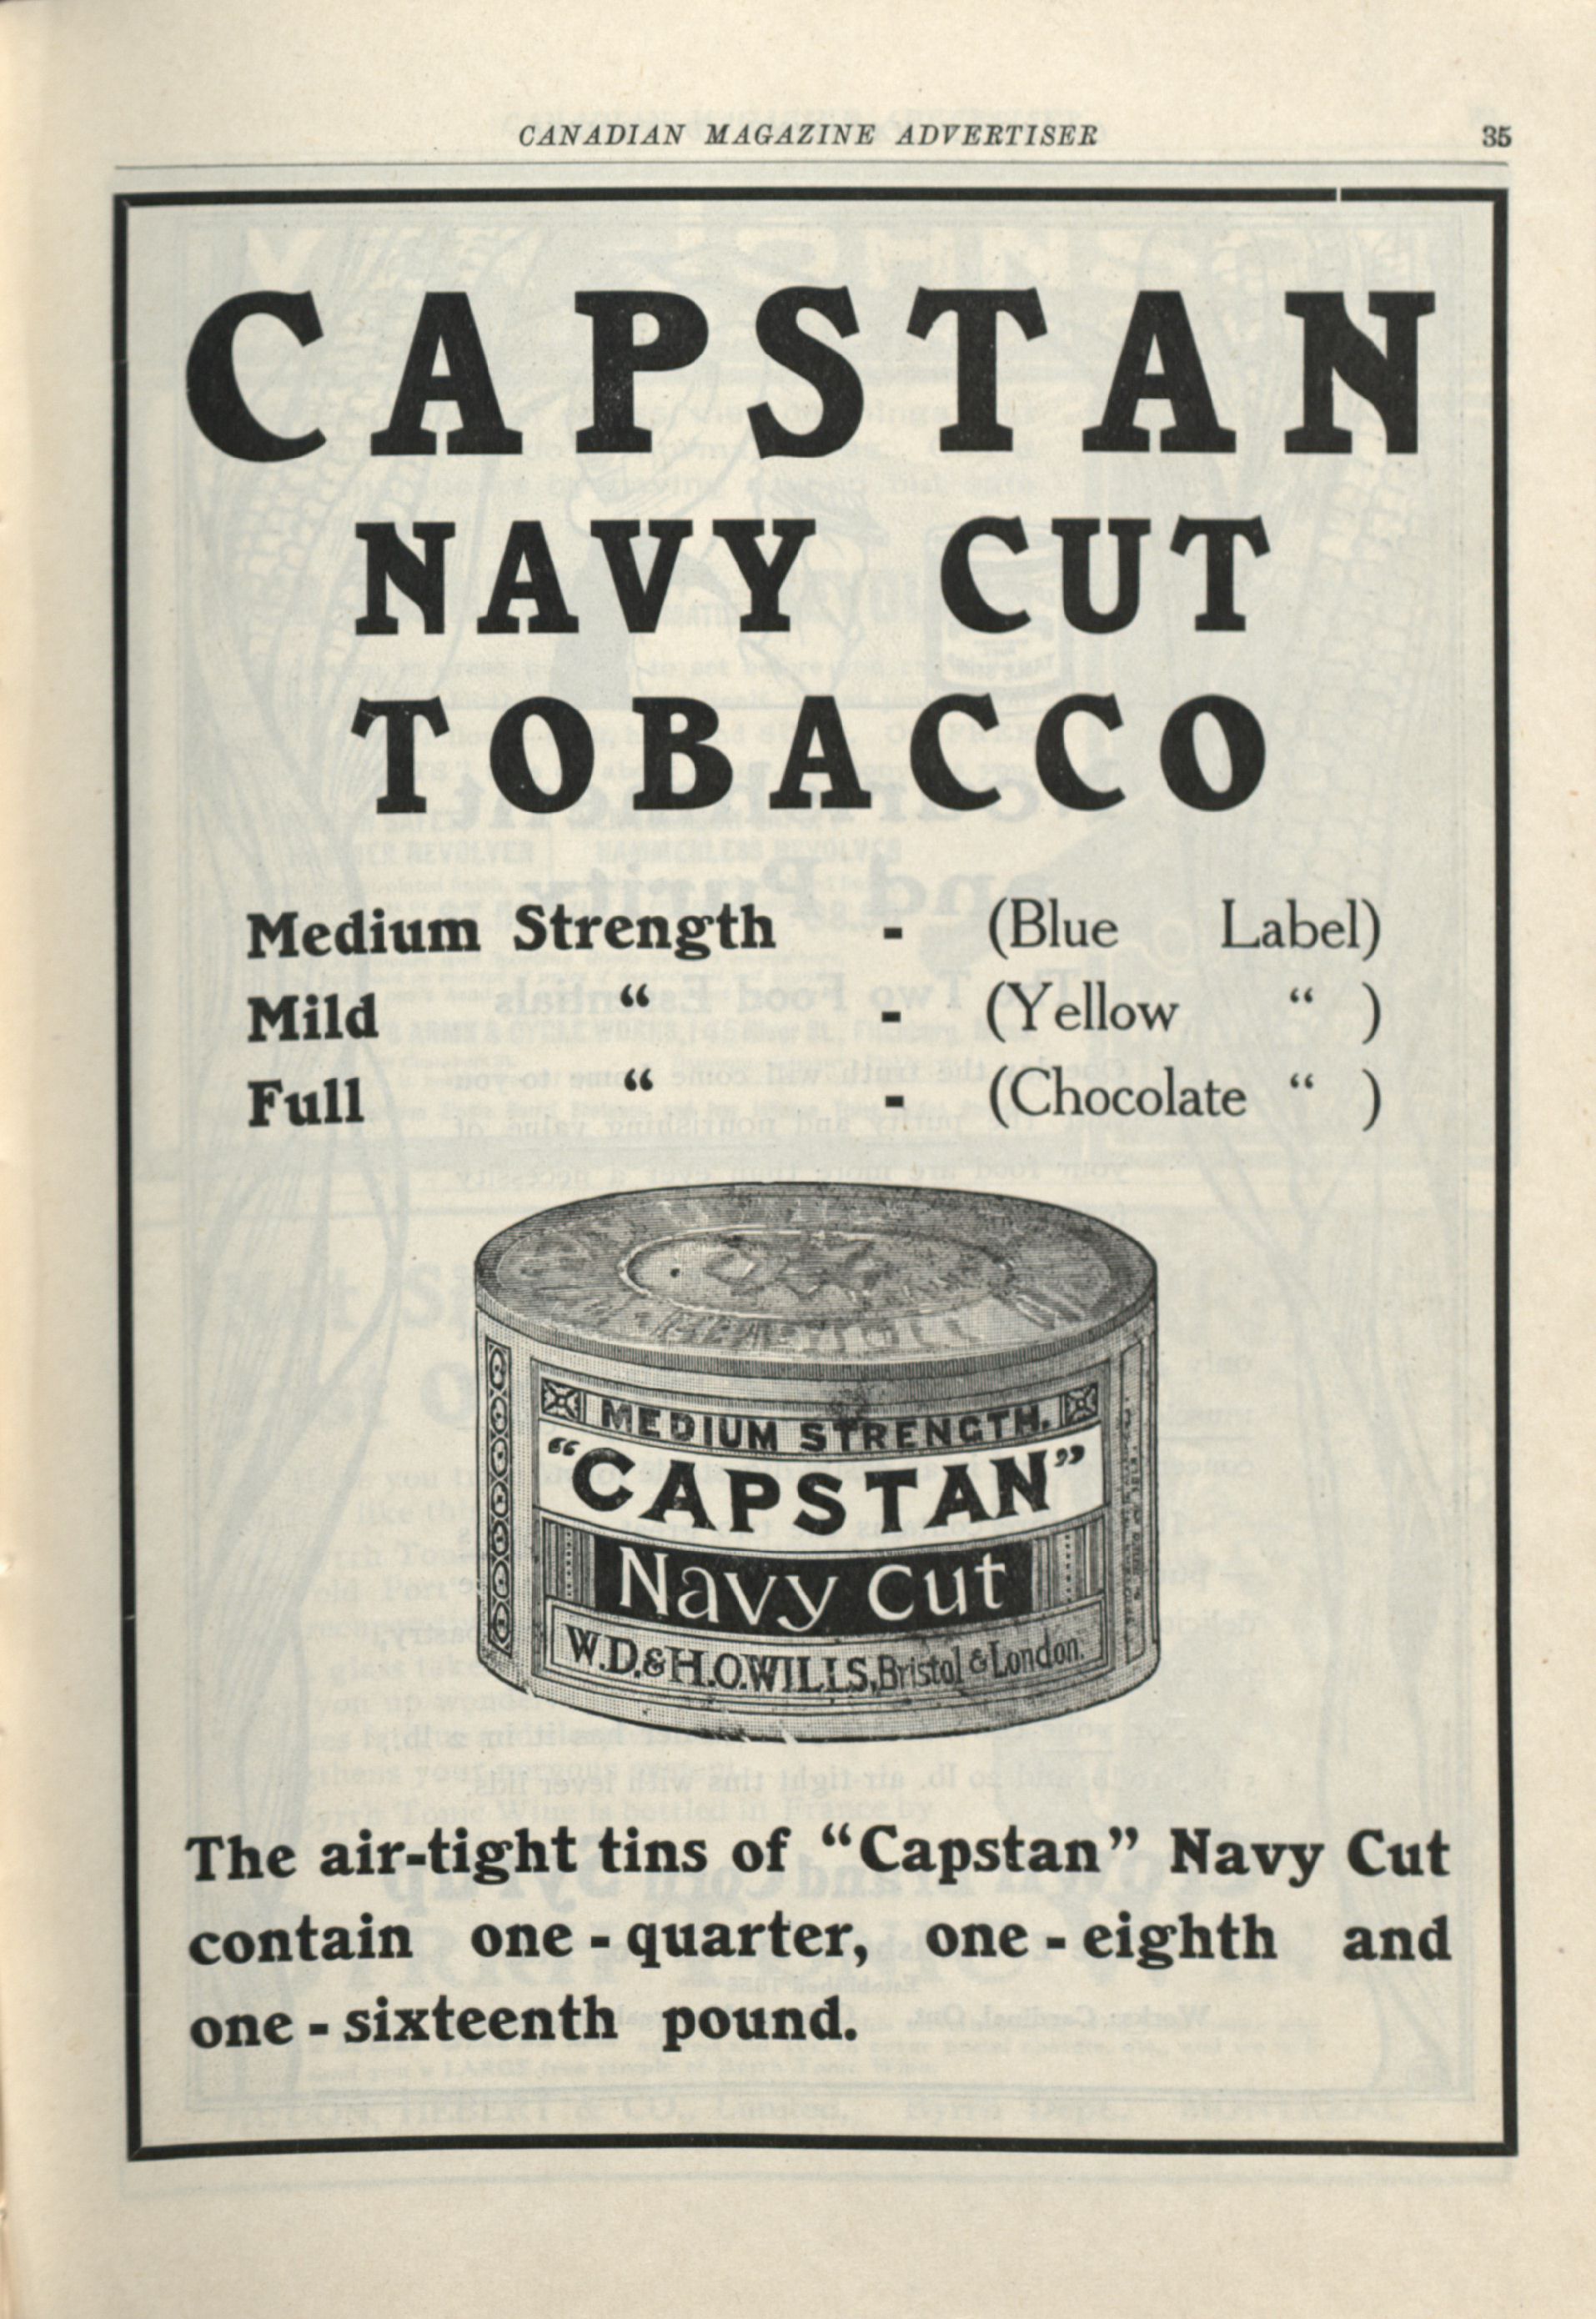 CANADIAN MAGAZINE ADVERTISER 35
CAPSTAN
NAVY CUT
TOBACCO
Medium Strength - (Blue Label)
Mild “ - (Yellow “ )
Full “ - (Chocolate “ )
MEDIUM STRENGTH.
“CAPSTAN”
Navy Cut
W.D.&H.O.WILLS, Bristol & London.
The air-tight tins of “Capstan” Navy Cut
contain one-quarter, one-eighth and
one-sixteenth pound.